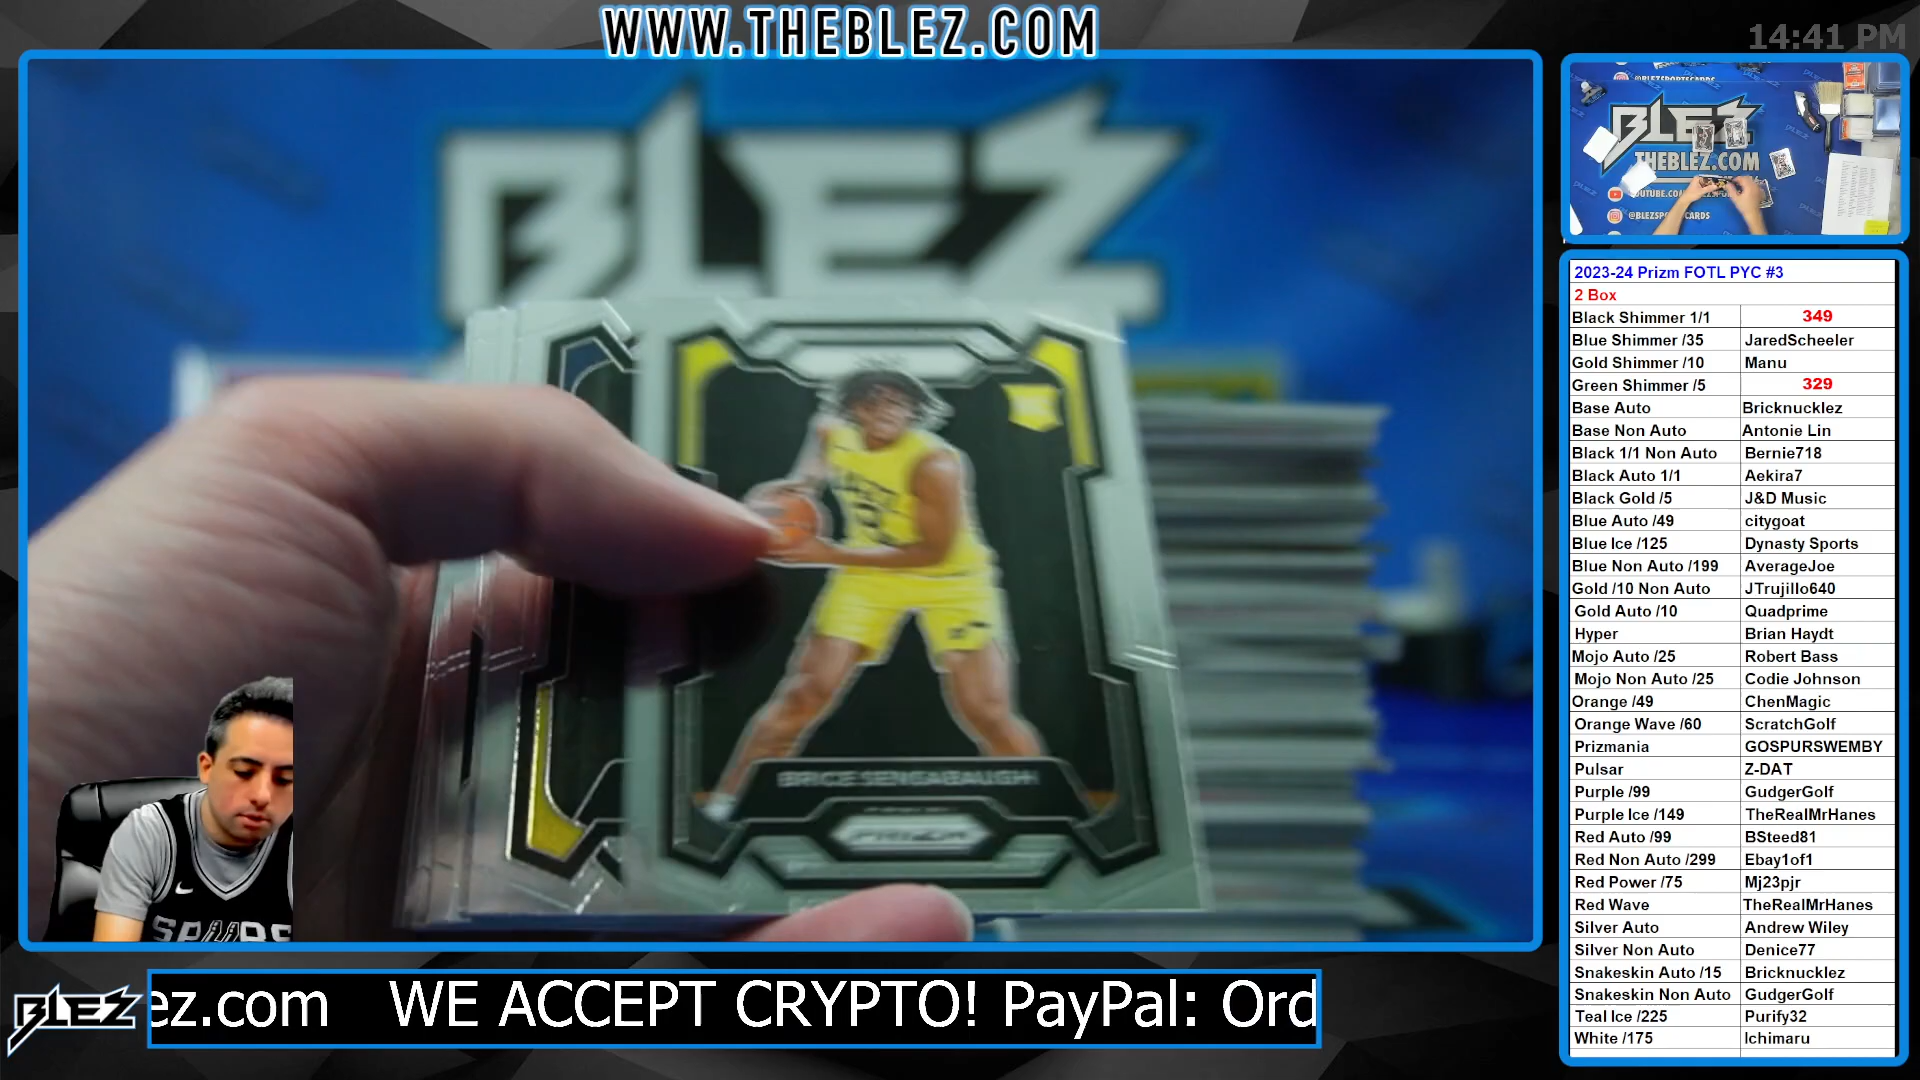 WWW.THEBLEZ.COM
14:41 PM
BLEZ
BRICE SENSABAUGH
PRIZM
SPURS
BLEZ
THEBLEZ.COM
@BLEZSPORTSCARDS
2023-24 Prizm FOTL PYC #3
2 Box
Black Shimmer 1/1 349
Blue Shimmer /35 JaredScheeler
Gold Shimmer /10 Manu
Green Shimmer /5 329
Base Auto Bricknucklez
Base Non Auto Antonie Lin
Black 1/1 Non Auto Bernie718
Black Auto 1/1 Aekira7
Black Gold /5 J&D Music
Blue Auto /49 citygoat
Blue Ice /125 Dynasty Sports
Blue Non Auto /199 AverageJoe
Gold /10 Non Auto JTrujillo640
Gold Auto /10 Quadprime
Hyper Brian Haydt
Mojo Auto /25 Robert Bass
Mojo Non Auto /25 Codie Johnson
Orange /49 ChenMagic
Orange Wave /60 ScratchGolf
Prizmania GOSPURSWEMBY
Pulsar Z-DAT
Purple /99 GudgerGolf
Purple Ice /149 TheRealMrHanes
Red Auto /99 BSteed81
Red Non Auto /299 Ebay1of1
Red Power /75 Mj23pjr
Red Wave TheRealMrHanes
Silver Auto Andrew Wiley
Silver Non Auto Denice77
Snakeskin Auto /15 Bricknucklez
Snakeskin Non Auto GudgerGolf
Teal Ice /225 Purify32
White /175 Ichimaru
BLEZ
ez.com WE ACCEPT CRYPTO! PayPal: Ord